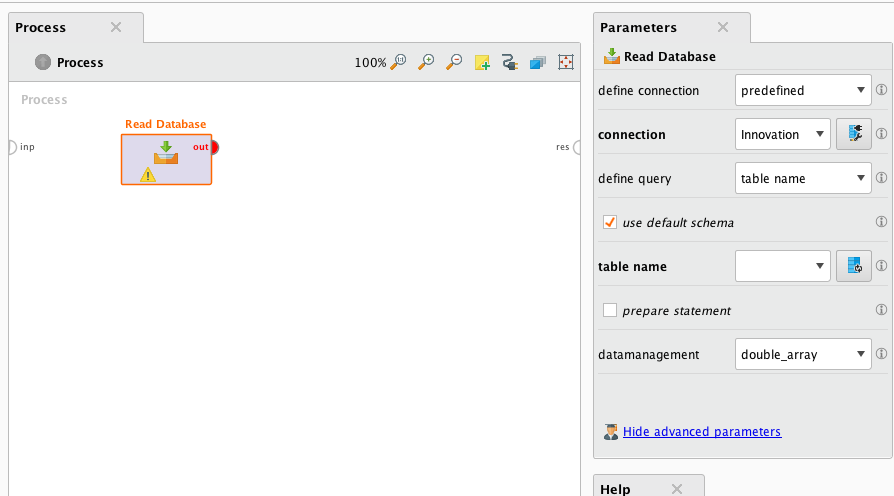 Process
Process
100%
Process
Read Database
inp
out
res
Parameters
Read Database
define connection
predefined
connection
Innovation
define query
table name
use default schema
table name
prepare statement
datamanagement
double_array
Hide advanced parameters
Help